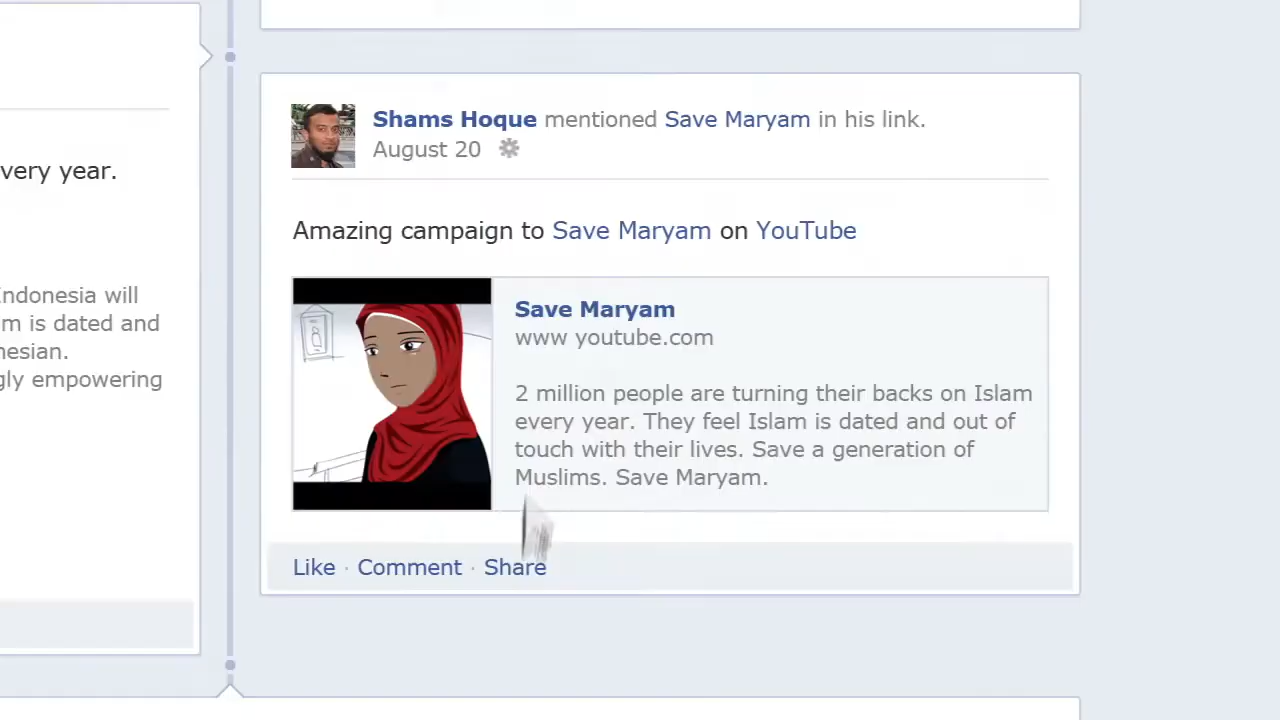 very year.
ndonesia will
m is dated and
nesian.
gly empowering
Shams Hoque mentioned Save Maryam in his link.
August 20
Amazing campaign to Save Maryam on YouTube
Save Maryam
www youtube.com
2 million people are turning their backs on Islam
every year. They feel Islam is dated and out of
touch with their lives. Save a generation of
Muslims. Save Maryam.
Like · Comment · Share